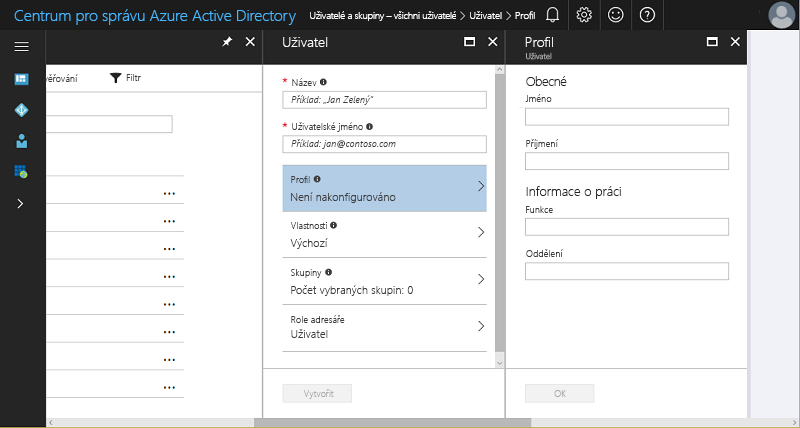 Centrum pro správu Azure Active Directory
Uživatelé a skupiny – všichni uživatelé > Uživatel > Profil
ěřování
Filtr
Uživatel
* Název
Příklad: „Jan Zelený“
* Uživatelské jméno
Příklad: jan@contoso.com
Profil
Není nakonfigurováno
Vlastnosti
Výchozí
Skupiny
Počet vybraných skupin: 0
Role adresáře
Uživatel
Vytvořit
Profil
Uživatel
Obecné
Jméno
Příjmení
Informace o práci
Funkce
Oddělení
OK